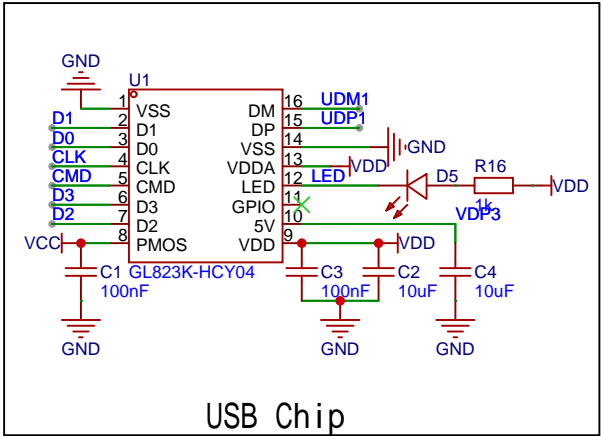 GND
U1
1 VSS DM 16 UDM1
D1 2 D1 DP 15 UDP1
D0 3 D0 VSS 14 GND
CLK 4 CLK VDDA 13 VDD
CMD 5 CMD LED 12 LED D5 R16 1k VDD
D3 6 D3 GPIO 11
D2 7 D2 5V 10 VDP3
VCC 8 PMOS VDD 9 VDD
GL823K-HCY04
C1 C3 C2 C4
100nF 100nF 10uF 10uF
GND GND GND
USB Chip